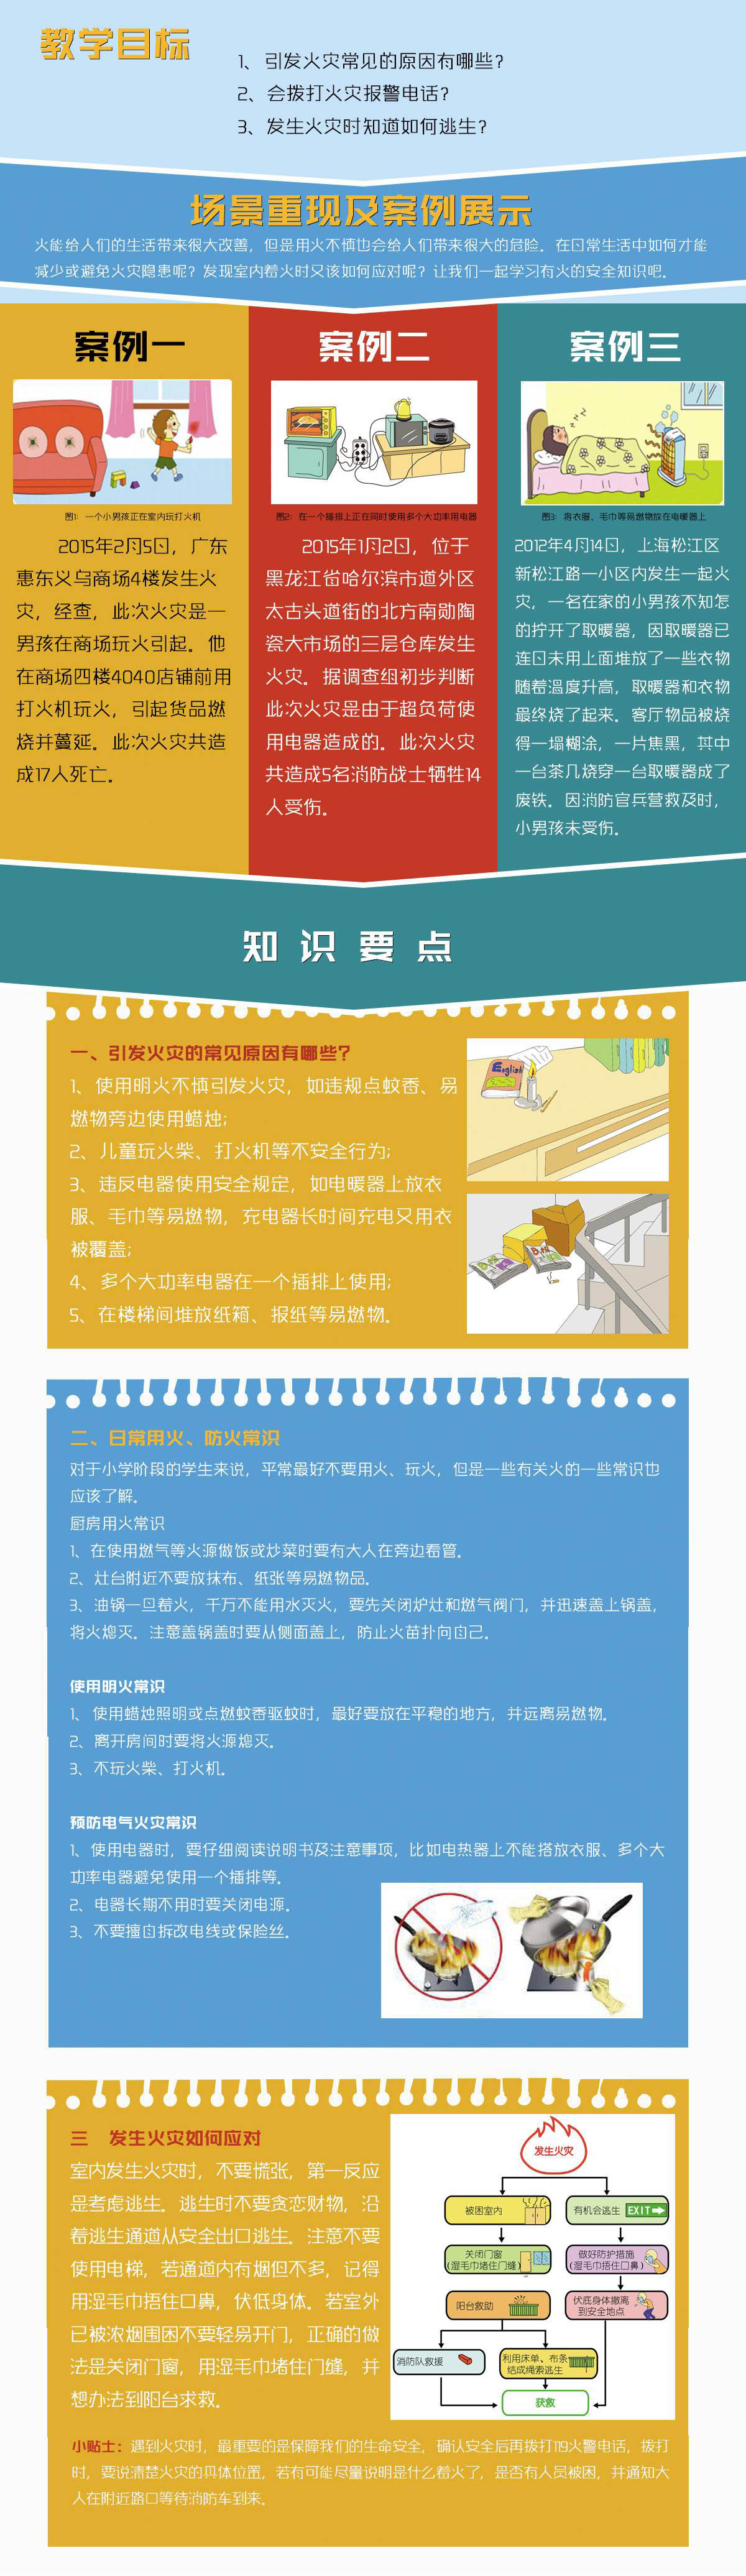 教学目标
1、引发火灾常见的原因有哪些?
2、会拨打火灾报警电话?
3、发生火灾时知道如何逃生?
场景重现及案例展示
火能给人们的生活带来很大改善，但是用火不慎也会给人们带来很大的危险。在日常生活中如何才能
减少或避免火灾隐患呢？发现室内着火时又该如何应对呢？让我们一起学习有火的安全知识吧。
案例一
图1: 一个小男孩正在室内玩打火机
2015年2月5日，广东
惠东义乌商场4楼发生火
灾，经查，此次火灾是一
男孩在商场玩火引起。他
在商场四楼4040店铺前用
打火机玩火，引起货品燃
烧并蔓延。此次火灾共造
成17人死亡。
案例二
图2: 在一个插排上正在同时使用多个大功率用电器
2015年1月2日，位于
黑龙江省哈尔滨市道外区
太古头道街的北方南勋陶
瓷大市场的三层仓库发生
火灾。据调查组初步判断
此次火灾是由于超负荷使
用电器造成的。此次火灾
共造成5名消防战士牺牲14
人受伤。
案例三
图3: 将衣服、毛巾等易燃物放在电暖器上
2012年4月14日，上海松江区
新松江路一小区内发生一起火
灾，一名在家的小男孩不知怎
的拧开了取暖器，因取暖器已
连日未用上面堆放了一些衣物
随着温度升高，取暖器和衣物
最终烧了起来。客厅物品被烧
得一塌糊涂，一片焦黑，其中
一台茶几烧穿一台取暖器成了
废铁。因消防官兵营救及时，
小男孩未受伤。
知识要点
一、引发火灾的常见原因有哪些?
1、使用明火不慎引发火灾，如违规点蚊香、易
燃物旁边使用蜡烛;
2、儿童玩火柴、打火机等不安全行为;
3、违反电器使用安全规定，如电暖器上放衣
服、毛巾等易燃物，充电器长时间充电又用衣
被覆盖;
4、多个大功率电器在一个插排上使用;
5、在楼梯间堆放纸箱、报纸等易燃物。
English
二、日常用火、防火常识
对于小学阶段的学生来说，平常最好不要用火、玩火，但是一些有关火的一些常识也
应该了解。
厨房用火常识
1、在使用燃气等火源做饭或炒菜时要有大人在旁边看管。
2、灶台附近不要放抹布、纸张等易燃物品。
3、油锅一旦着火，千万不能用水灭火，要先关闭炉灶和燃气阀门，并迅速盖上锅盖，
将火熄灭。注意盖锅盖时要从侧面盖上，防止火苗扑向自己。
使用明火常识
1、使用蜡烛照明或点燃蚊香驱蚊时，最好要放在平稳的地方，并远离易燃物。
2、离开房间时要将火源熄灭。
3、不玩火柴、打火机。
预防电气火灾常识
1、使用电器时，要仔细阅读说明书及注意事项，比如电热器上不能搭放衣服、多个大
功率电器避免使用一个插排等。
2、电器长期不用时要关闭电源。
3、不要擅自拆改电线或保险丝。
三 发生火灾如何应对
室内发生火灾时，不要慌张，第一反应
是考虑逃生。逃生时不要贪恋财物，沿
着逃生通道从安全出口逃生。注意不要
使用电梯，若通道内有烟但不多，记得
用湿毛巾捂住口鼻，伏低身体。若室外
已被浓烟围困不要轻易开门，正确的做
法是关闭门窗，用湿毛巾堵住门缝，并
想办法到阳台求救。
发生火灾
被困室内
有机会逃生 EXIT
关闭门窗
(湿毛巾堵住门缝)
做好防护措施
(湿毛巾捂住口鼻)
阳台救助
伏底身体撤离
到安全地点
消防队救援
利用床单、布条
结成绳索逃生
获救
小贴士：遇到火灾时，最重要的是保障我们的生命安全，确认安全后再拨打119火警电话，拨打
时，要说清楚火灾的具体位置，若有可能尽量说明是什么着火了，是否有人员被困，并通知大
人在附近路口等待消防车到来。